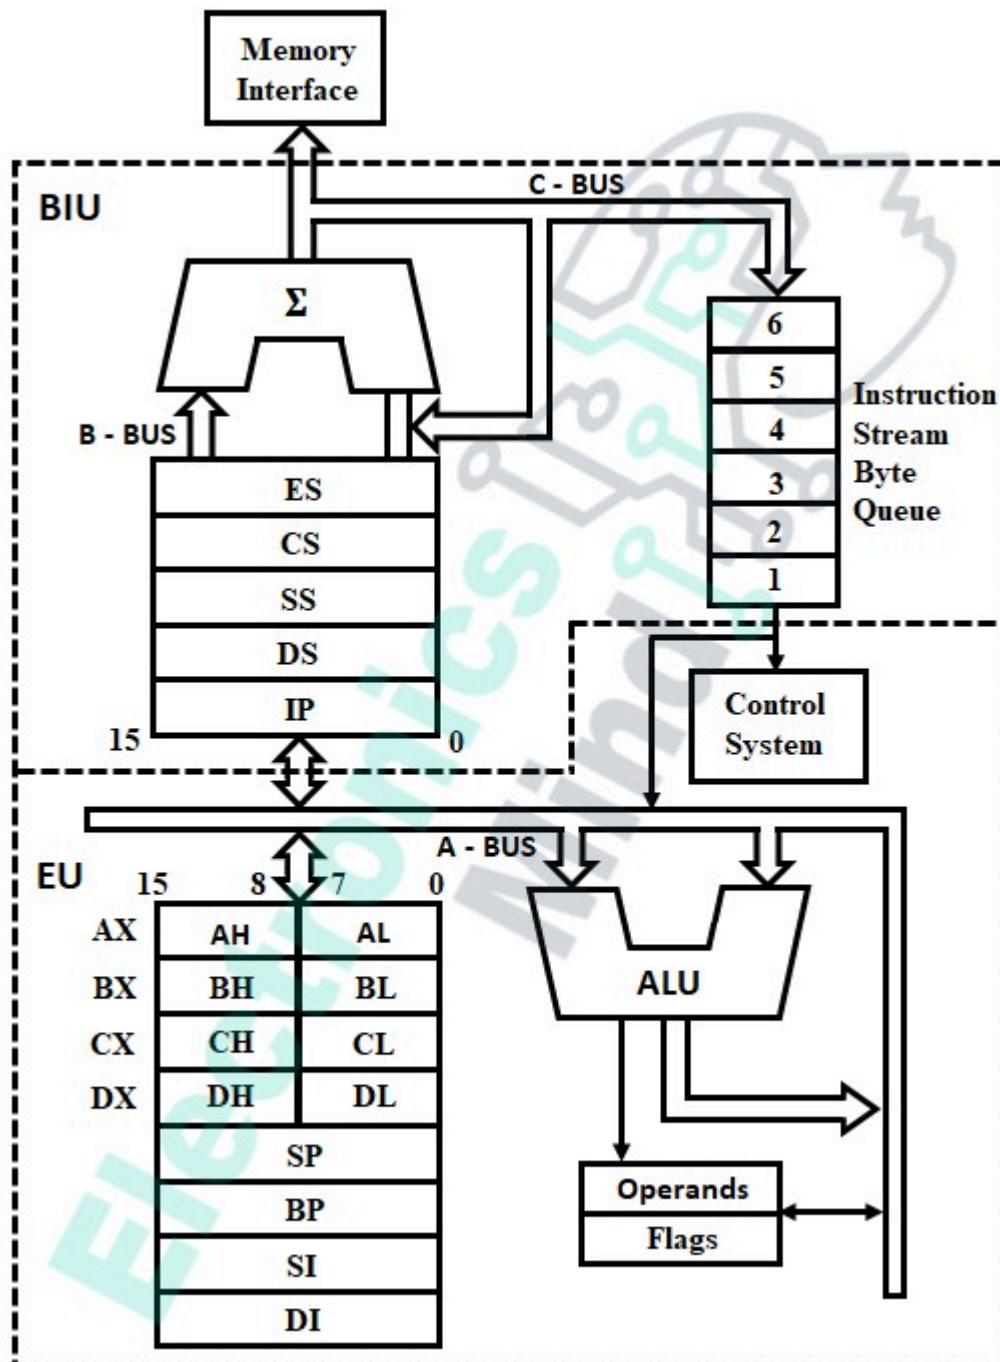 Memory
Interface
BIU
C - BUS
Σ
B - BUS
6
5
4
3
2
1
Instruction
Stream
Byte
Queue
ES
CS
SS
DS
IP
15
0
Control
System
A - BUS
EU
15
8
7
0
AX
AH
AL
BX
BH
BL
CX
CH
CL
DX
DH
DL
SP
BP
SI
DI
ALU
Operands
Flags
Electronics
Mind